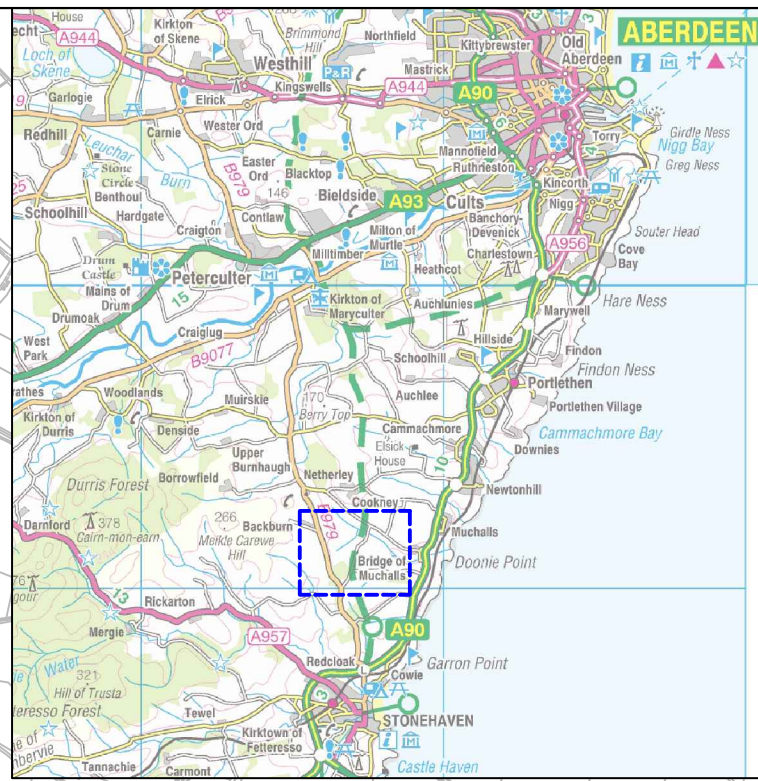 House
Kirkton
of Skene
Brimmond
Hill
Northfield
Kittybrewster
Old
Aberdeen
ABERDEEN
A944
Loch of
Skene
Westhill
Mastrick
P&R
Kingswells
A944
A90
Garlogie
Elrick
Carnie
Wester Ord
Redhill
Leuchar
Burn
Stone
Circle
Easter
Ord
Blacktop
146
Mannofield
Ruthrieston
Torry
Girdle Ness
Nigg Bay
Greg Ness
Benthoul
B979
Bieldside
A93
Cults
Kincorth
Nigg
Schoolhill
Hardgate
Contlaw
Craigton
Milton of
Murtle
Milltimber
Banchory-
Devenick
Charlestown
A956
Souter Head
Cove
Bay
Drum
Castle
Peterculter
Heathcot
Mains of
Drum
15
Kirkton of
Maryculter
Auchlunies
Hare Ness
Marywell
Drumoak
Craiglug
West
Park
B9077
Hillside
Schoolhill
Findon
Findon Ness
Portlethen
Woodlands
Muirskie
170
Berry Top
Auchlee
Portlethen Village
Kirkton of
Durris
Denside
Cammachmore
Cammachmore Bay
Upper
Burnhaugh
Elsick
House
10
Downies
Durris Forest
Borrowfield
Netherley
Newtonhill
Darnford
378
Cairn-mon-earn
266
Meikle Carewe
Hill
Backburn
B979
Cookney
Muchalls
Doonie Point
Bridge of
Muchalls
13
Rickarton
Mergie
A957
A90
Garron Point
Redcloak
Cowie
Water
321
Hill of Trusta
Tewel
3
STONEHAVEN
Kirktown of
Fetteresso
Tannachie
Carmont
Castle Haven